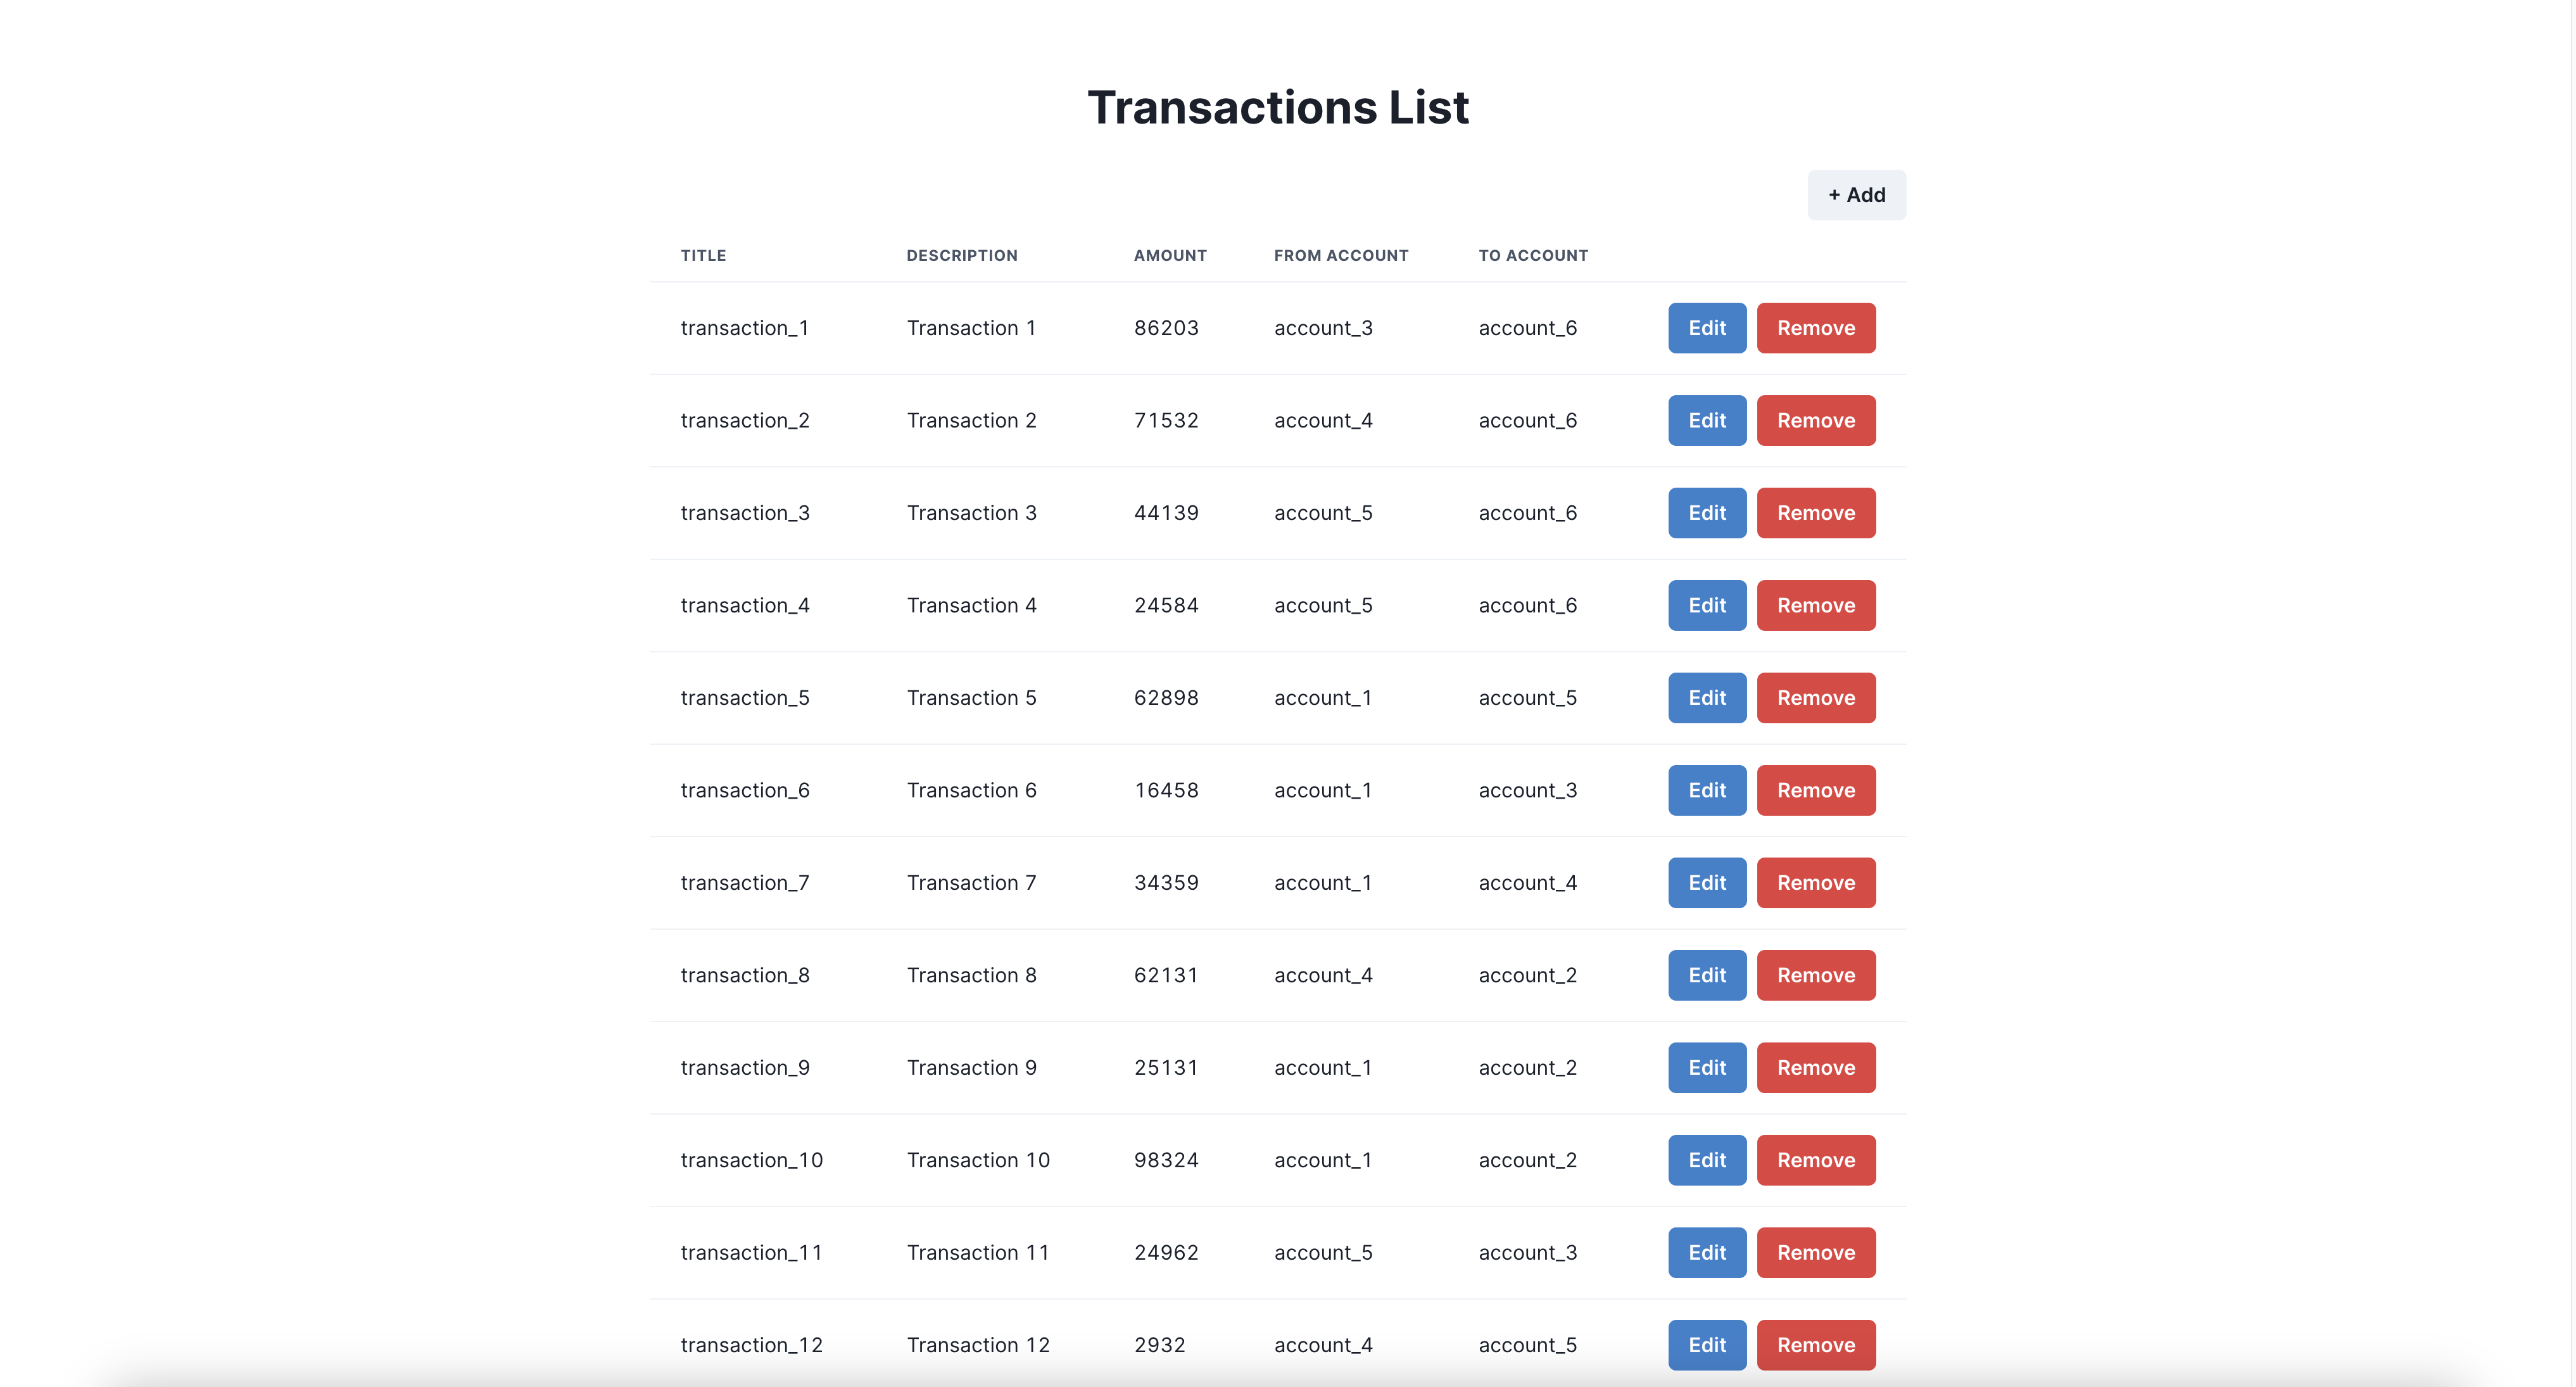 Transactions List
+ Add
TITLE DESCRIPTION AMOUNT FROM ACCOUNT TO ACCOUNT
transaction_1 Transaction 1 86203 account_3 account_6 Edit Remove
transaction_2 Transaction 2 71532 account_4 account_6 Edit Remove
transaction_3 Transaction 3 44139 account_5 account_6 Edit Remove
transaction_4 Transaction 4 24584 account_5 account_6 Edit Remove
transaction_5 Transaction 5 62898 account_1 account_5 Edit Remove
transaction_6 Transaction 6 16458 account_1 account_3 Edit Remove
transaction_7 Transaction 7 34359 account_1 account_4 Edit Remove
transaction_8 Transaction 8 62131 account_4 account_2 Edit Remove
transaction_9 Transaction 9 25131 account_1 account_2 Edit Remove
transaction_10 Transaction 10 98324 account_1 account_2 Edit Remove
transaction_11 Transaction 11 24962 account_5 account_3 Edit Remove
transaction_12 Transaction 12 2932 account_4 account_5 Edit Remove